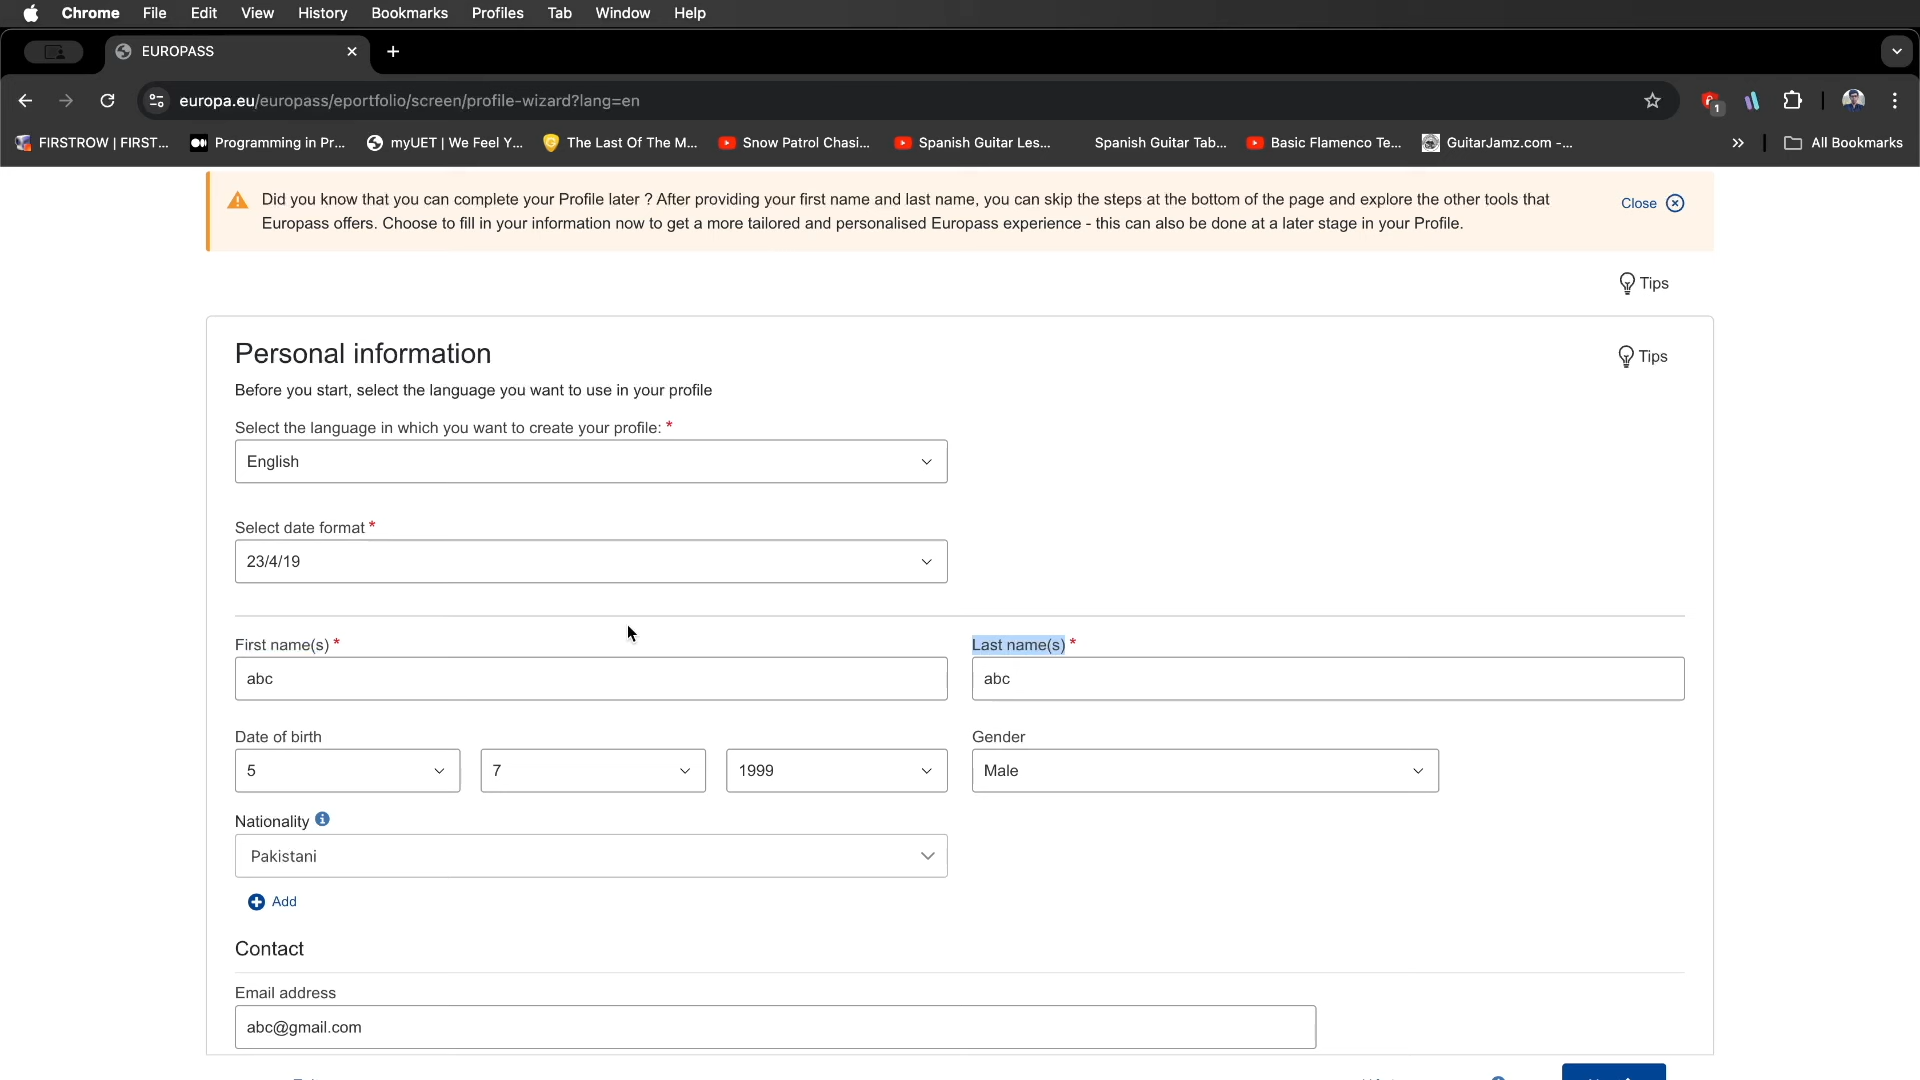 Chrome File Edit View History Bookmarks Profiles Tab Window Help
EUROPASS
europa.eu/europass/eportfolio/screen/profile-wizard?lang=en
1
FIRSTROW | FIRST... Programming in Pr... myUET | We Feel Y... The Last Of The M... Snow Patrol Chasi... Spanish Guitar Les... Spanish Guitar Tab... Basic Flamenco Te... GuitarJamz.com -... » All Bookmarks
Did you know that you can complete your Profile later ? After providing your first name and last name, you can skip the steps at the bottom of the page and explore the other tools that
Europass offers. Choose to fill in your information now to get a more tailored and personalised Europass experience - this can also be done at a later stage in your Profile.
Close
Tips
Personal information
Tips
Before you start, select the language you want to use in your profile
Select the language in which you want to create your profile: *
English
Select date format *
23/4/19
First name(s) * Last name(s) *
abc abc
Date of birth Gender
5 7 1999 Male
Nationality
Pakistani
Add
Contact
Email address
abc@gmail.com